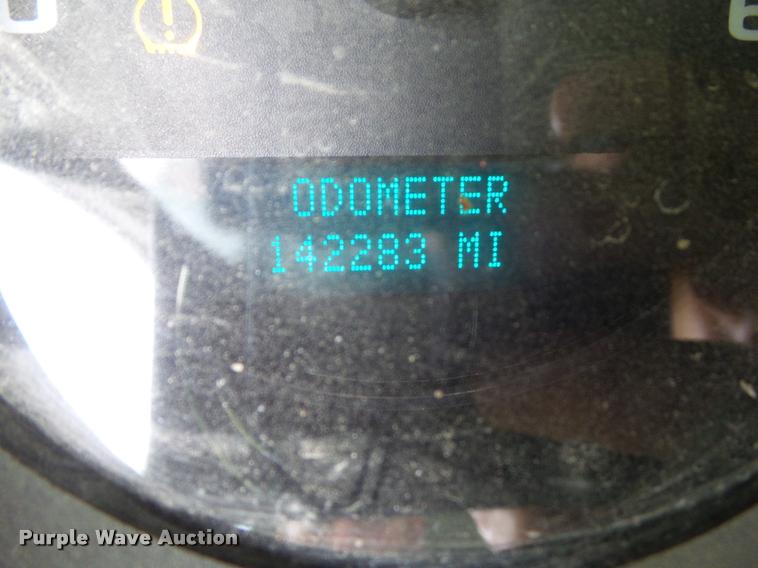 ODOMETER
142283 MI
Purple Wave Auction